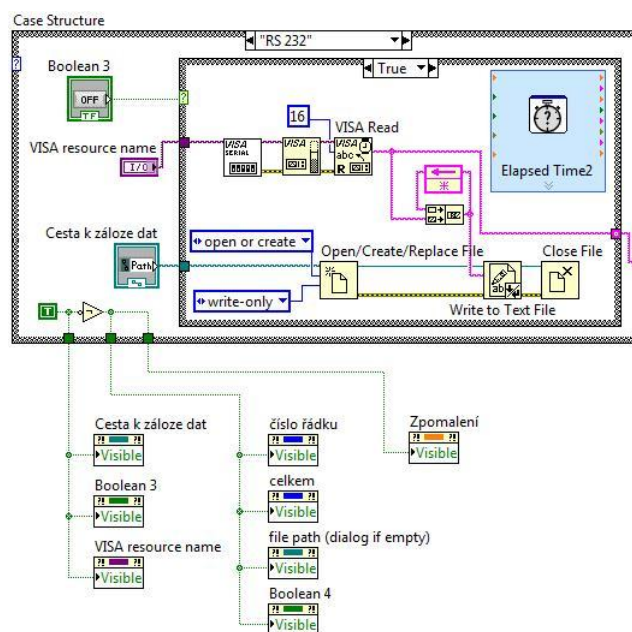 Case Structure
"RS 232"
Boolean 3
True
OFF
TF
16
VISA Read
VISA resource name
I/O
VISA
SERIAL
VISA
VISA
abc
R
Elapsed Time2
Cesta k záloze dat
Path
open or create
Open/Create/Replace File
Close File
write-only
ab
Write to Text File
T
Cesta k záloze dat
Visible
číslo řádku
Visible
Zpomalení
Visible
Boolean 3
Visible
celkem
Visible
VISA resource name
Visible
file path (dialog if empty)
Visible
Boolean 4
Visible